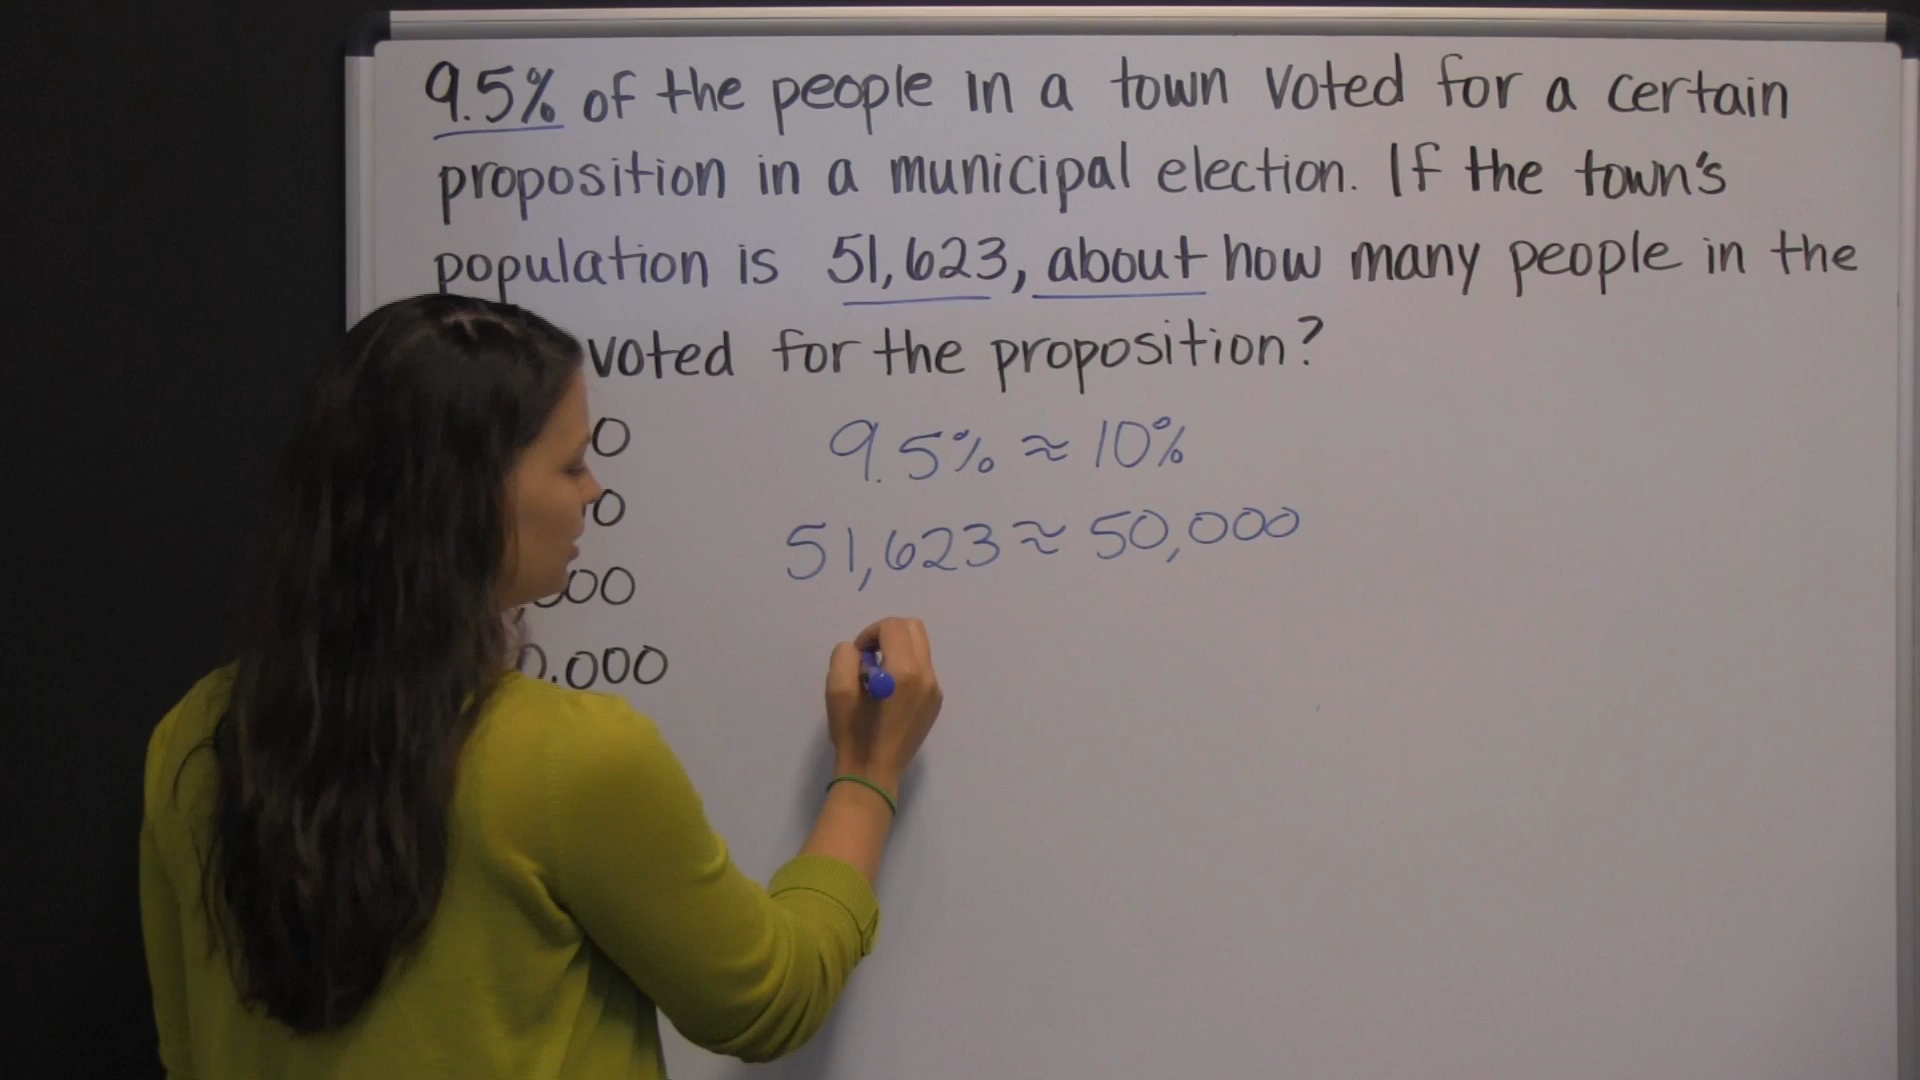 9.5% of the people in a town voted for a certain
proposition in a municipal election. If the town's
population is 51,623, about how many people in the
voted for the proposition?
9.5% ≈ 10%
51,623 ≈ 50,000